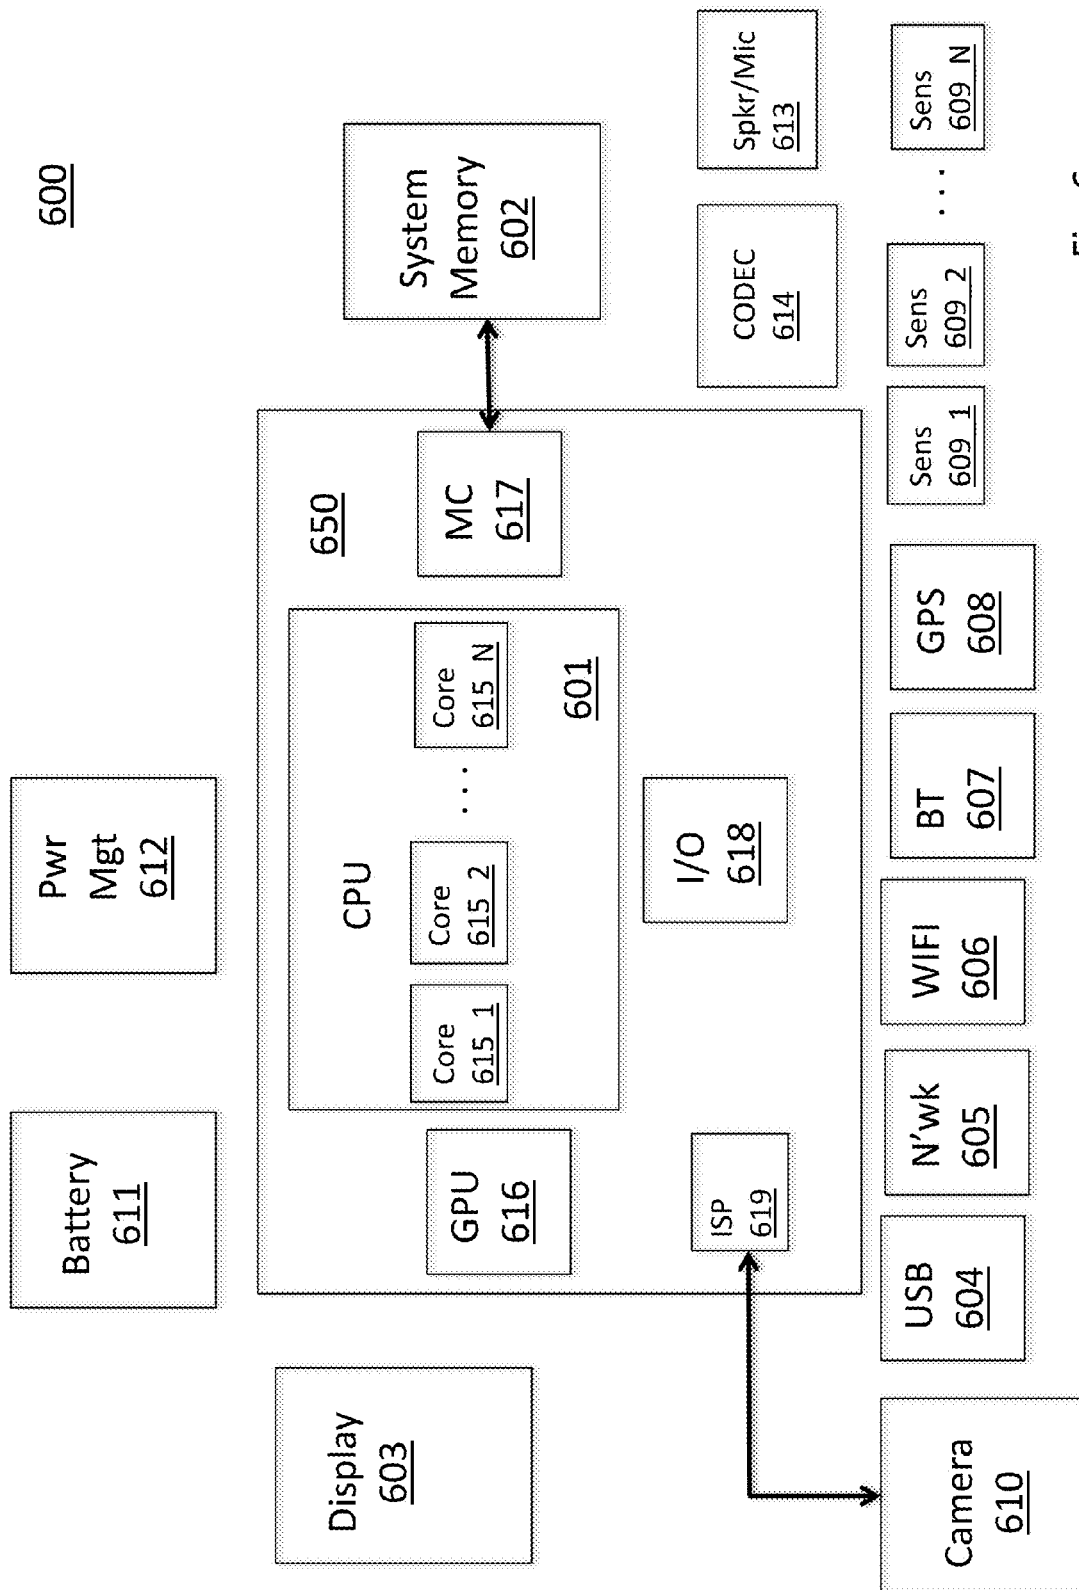 600
Battery
611
Pwr
Mgt
612
Display
603
650
CPU
Core
615_1
Core
615_2
...
Core
615_N
601
GPU
616
MC
617
System
Memory
602
I/O
618
ISP
619
CODEC
614
Spkr/Mic
613
Camera
610
USB
604
N'wk
605
WIFI
606
BT
607
GPS
608
Sens
609_1
Sens
609_2
...
Sens
609_N